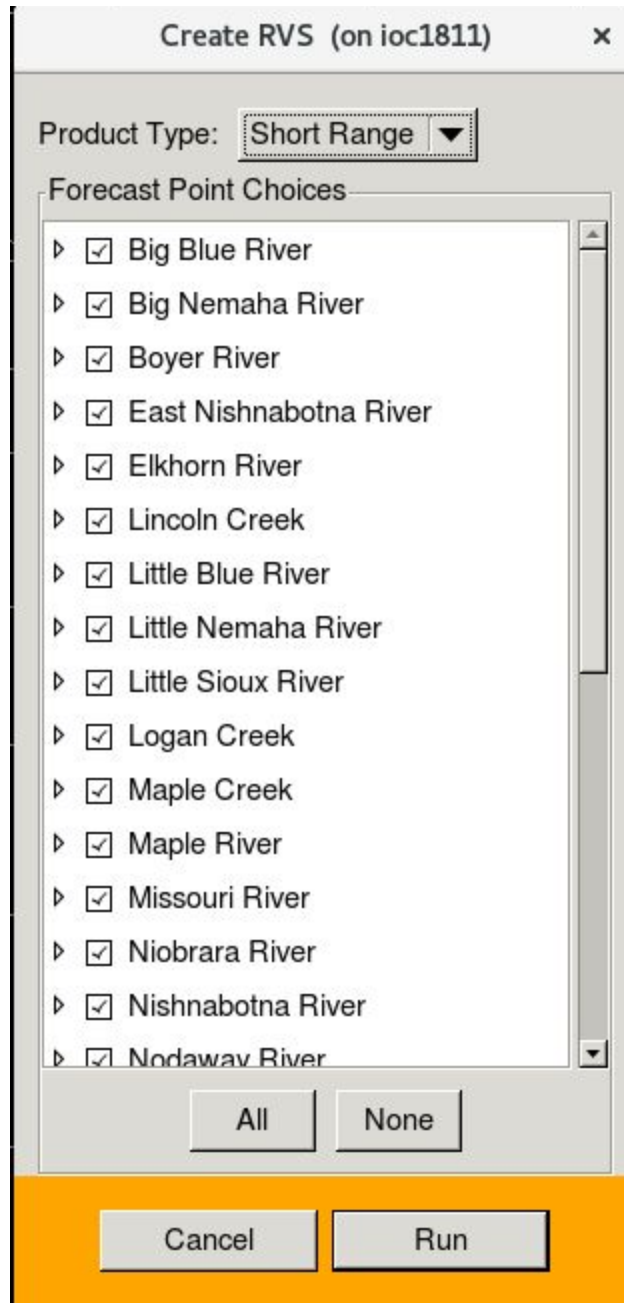 Create RVS (on ioc1811)
Product Type: Short Range
Forecast Point Choices
Big Blue River
Big Nemaha River
Boyer River
East Nishnabotna River
Elkhorn River
Lincoln Creek
Little Blue River
Little Nemaha River
Little Sioux River
Logan Creek
Maple Creek
Maple River
Missouri River
Niobrara River
Nishnabotna River
Nodaway River
All None
Cancel Run